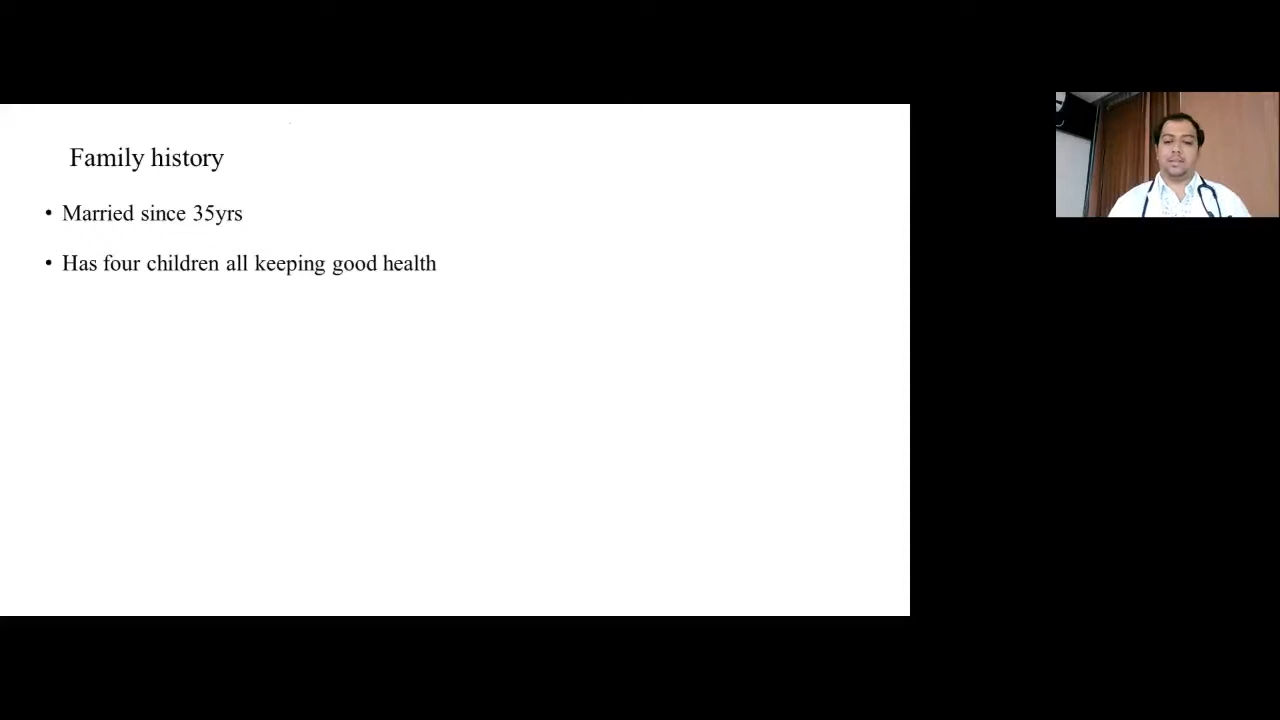 Family history
• Married since 35yrs
• Has four children all keeping good health